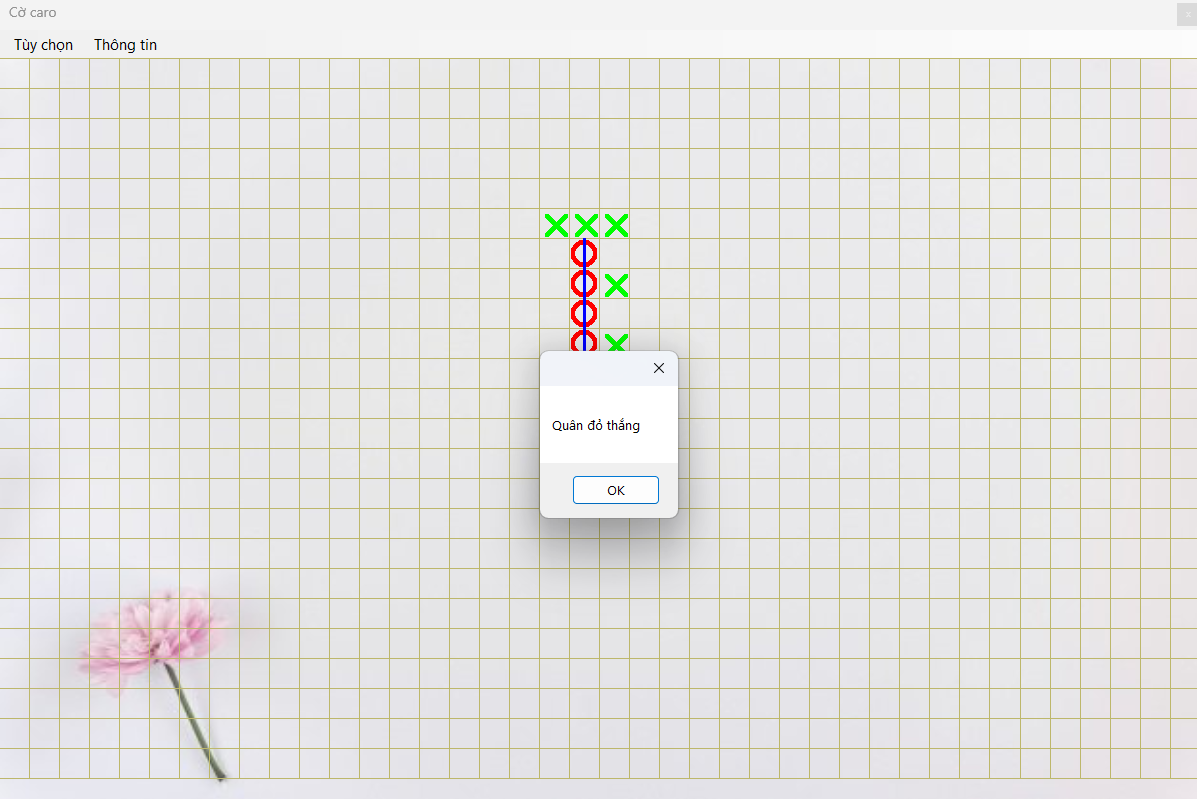 Cờ caro
Tùy chọn Thông tin
Quân đỏ thắng
OK